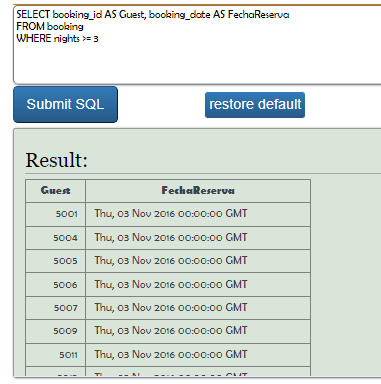 SELECT booking_id AS Guest, booking_date AS FechaReserva
FROM booking
WHERE nights >= 3
Submit SQL
restore default
Result:
Guest FechaReserva
5001 Thu, 03 Nov 2016 00:00:00 GMT
5004 Thu, 03 Nov 2016 00:00:00 GMT
5005 Thu, 03 Nov 2016 00:00:00 GMT
5006 Thu, 03 Nov 2016 00:00:00 GMT
5007 Thu, 03 Nov 2016 00:00:00 GMT
5009 Thu, 03 Nov 2016 00:00:00 GMT
5011 Thu, 03 Nov 2016 00:00:00 GMT